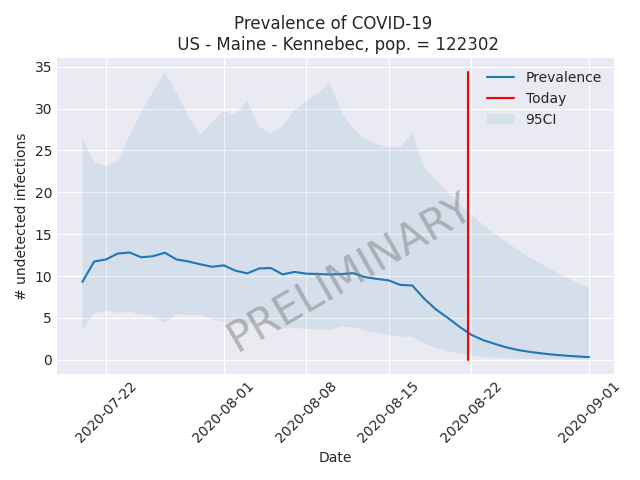 Prevalence of COVID-19
US - Maine - Kennebec, pop. = 122302
35
30
25
20
15
10
5
0
# undetected infections
Prevalence
Today
95CI
PRELIMINARY
2020-07-22
2020-08-01
2020-08-08
2020-08-15
2020-08-22
2020-09-01
Date